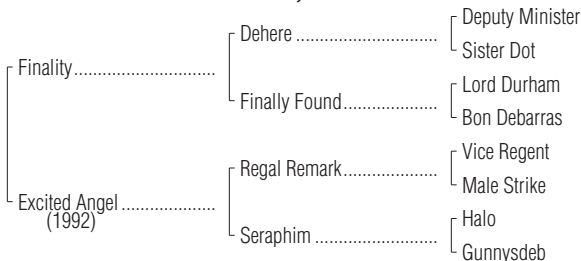 Deputy Minister
Dehere ........................................
Sister Dot
Finality.................................
Lord Durham
Finally Found..........................
Bon Debarras
Vice Regent
Regal Remark..........................
Male Strike
Excited Angel ......................
(1992)
Halo
Seraphim ..................................
Gunnysdeb